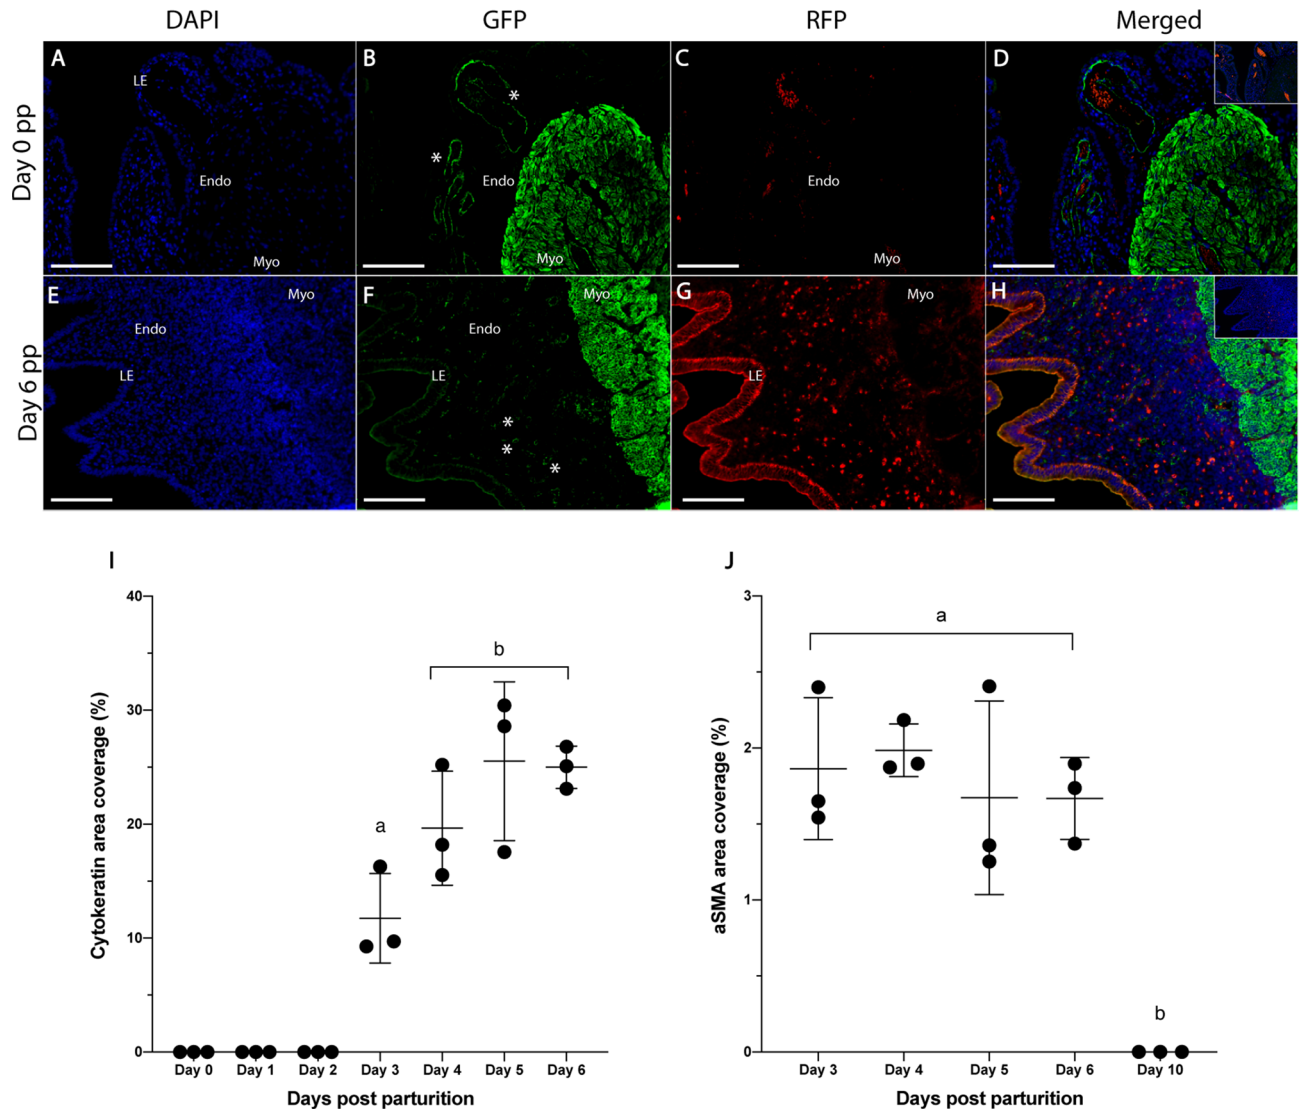 DAPI GFP RFP Merged
Day 0 pp
A LE Endo Myo
B * * Endo Myo
C Endo Myo
D
Day 6 pp
E Endo Myo LE
F Endo Myo LE * * *
G Myo LE
H
I
Cytokeratin area coverage (%)
40
30
20
10
0
a
b
Day 0 Day 1 Day 2 Day 3 Day 4 Day 5 Day 6
Days post parturition
J
aSMA area coverage (%)
3
2
1
0
a
b
Day 3 Day 4 Day 5 Day 6 Day 10
Days post parturition